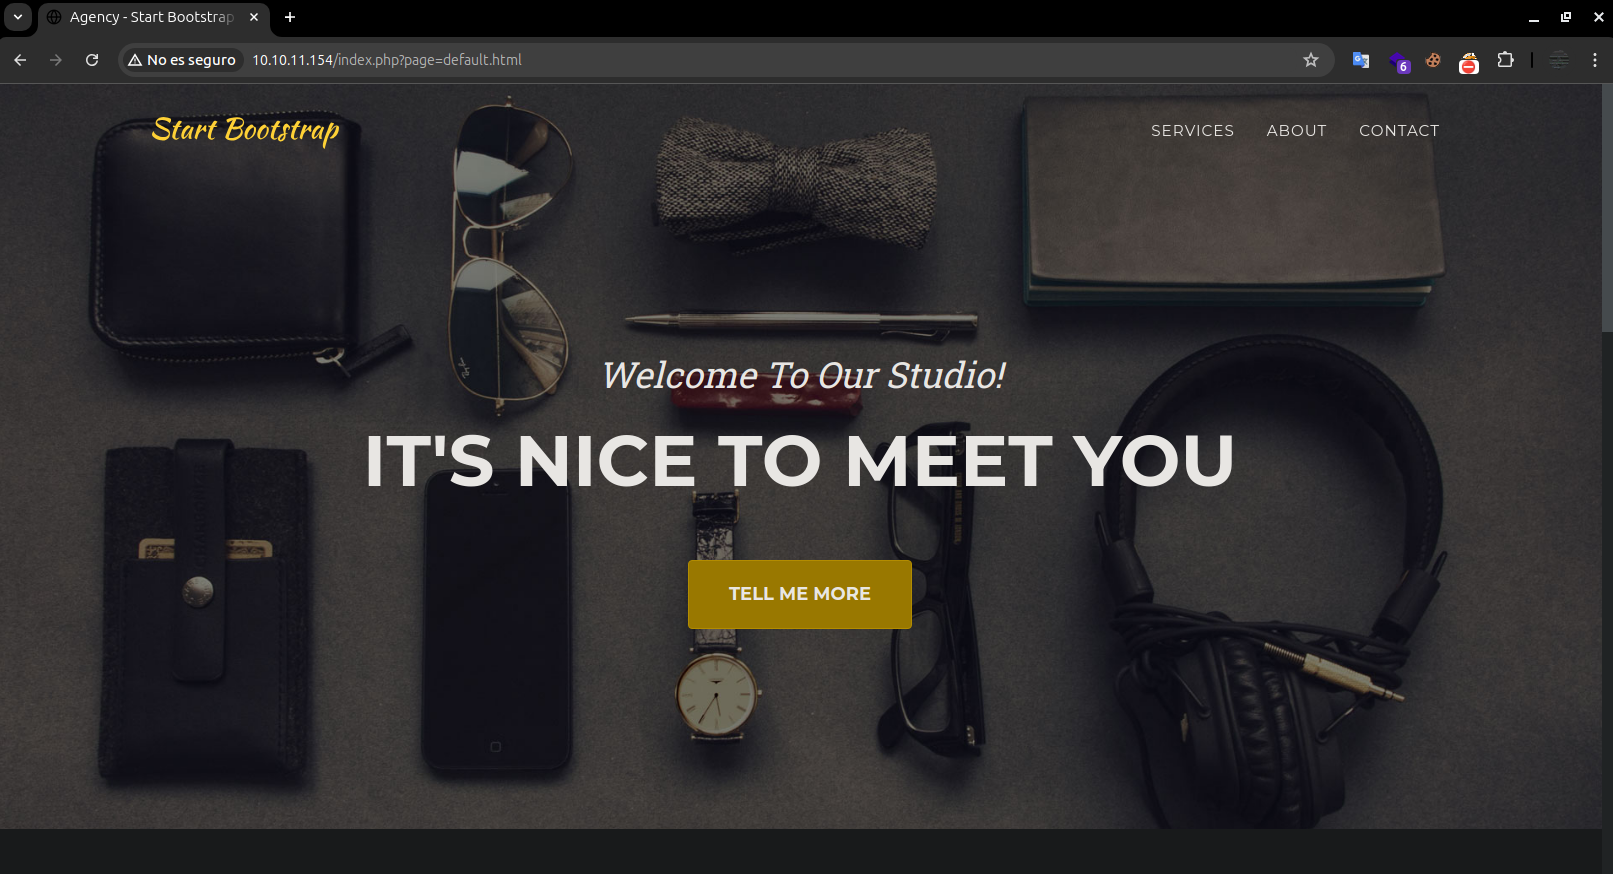 Agency - Start Bootstrap
No es seguro
10.10.11.154/index.php?page=default.html
6
Start Bootstrap
SERVICES
ABOUT
CONTACT
Welcome To Our Studio!
IT'S NICE TO MEET YOU
TELL ME MORE